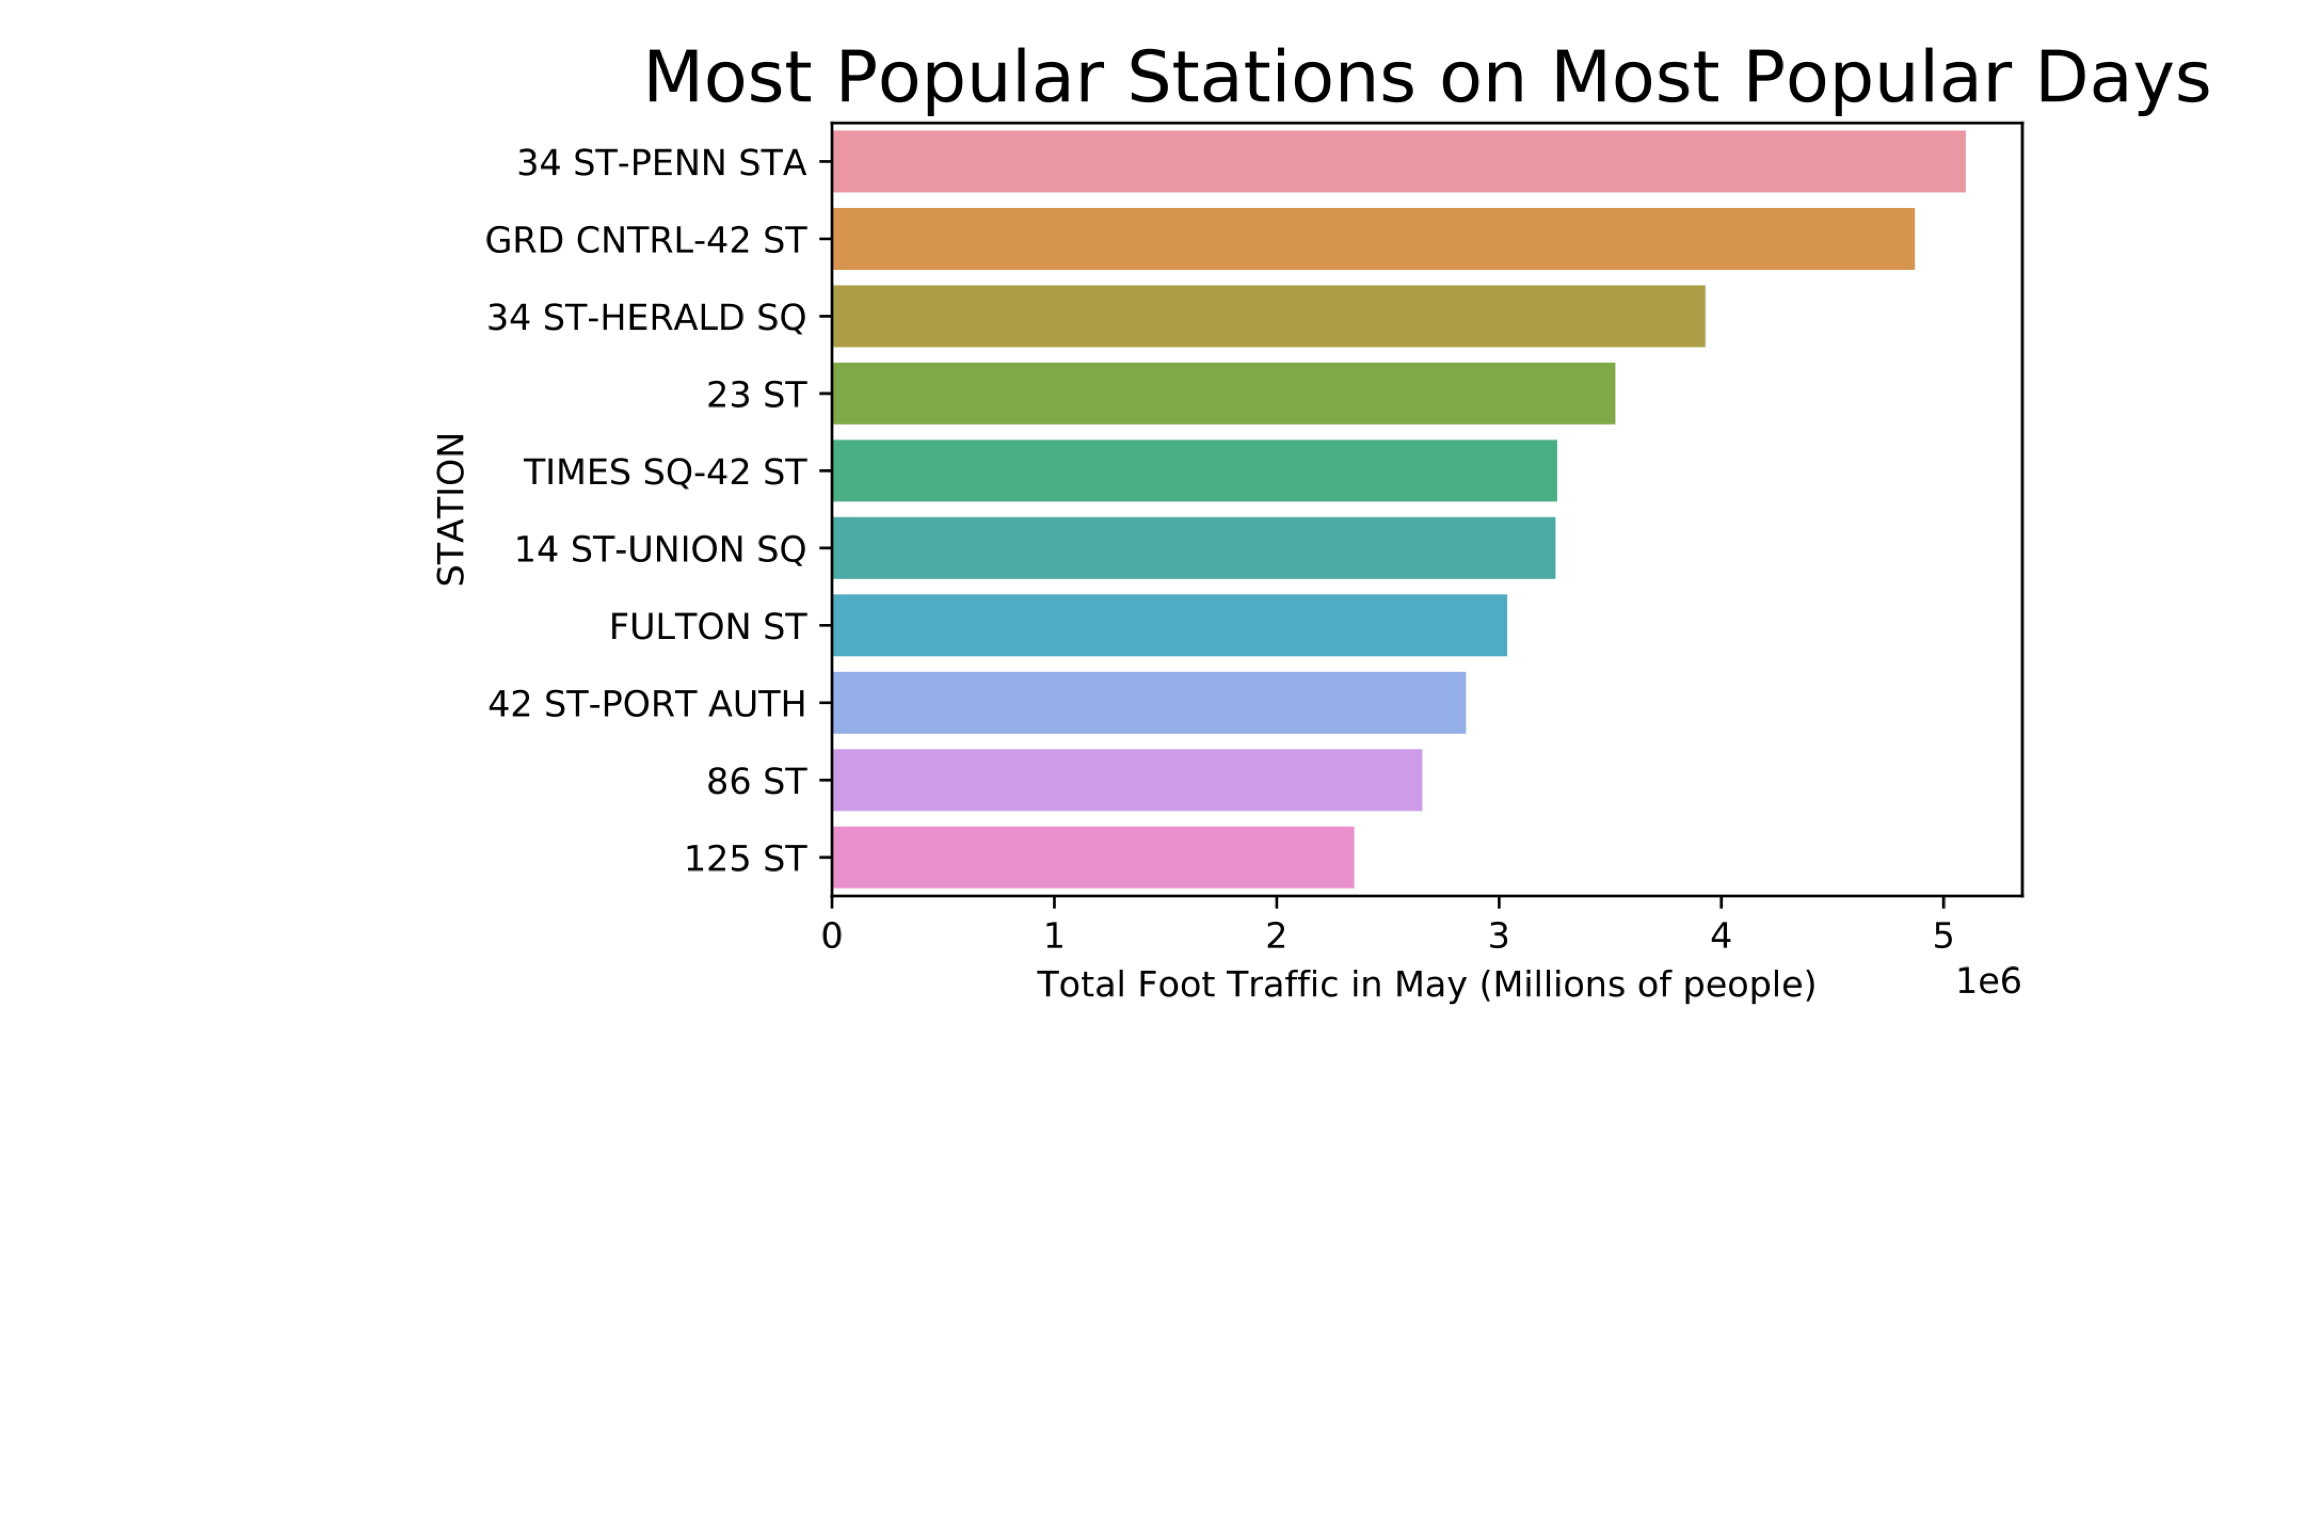 Most Popular Stations on Most Popular Days
STATION
34 ST-PENN STA
GRD CNTRL-42 ST
34 ST-HERALD SQ
23 ST
TIMES SQ-42 ST
14 ST-UNION SQ
FULTON ST
42 ST-PORT AUTH
86 ST
125 ST
0 1 2 3 4 5
Total Foot Traffic in May (Millions of people)
1e6